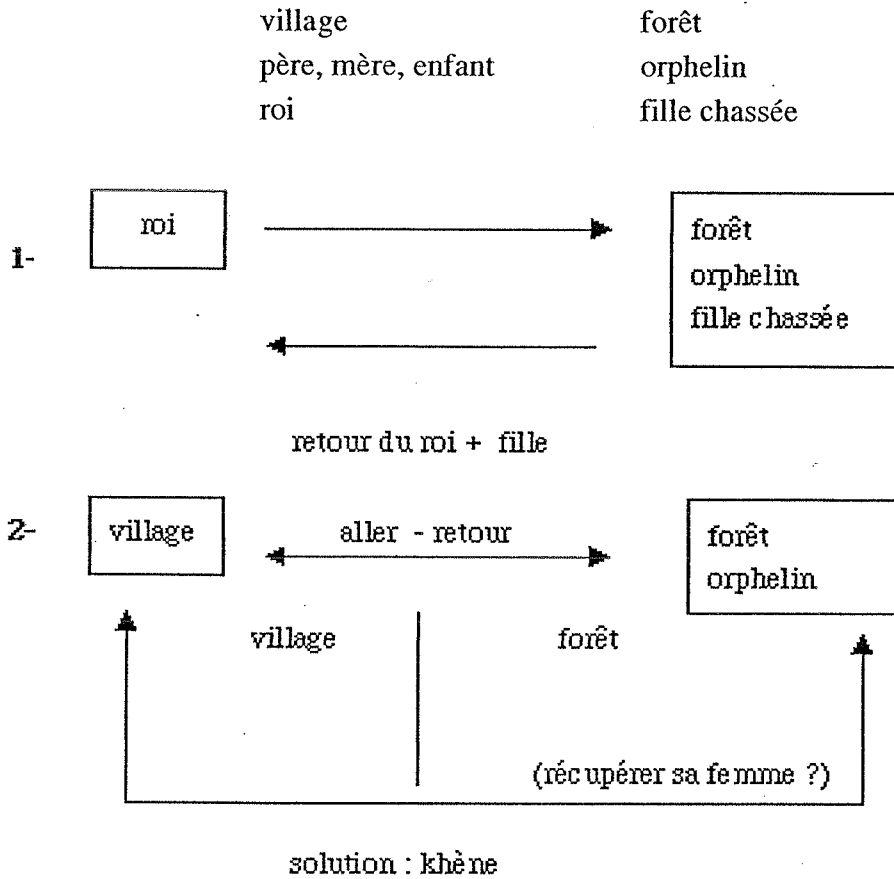 village forêt
père, mère, enfant orphelin
roi fille chassée
1- roi forêt
orphelin
fille chassée
retour du roi + fille
2- village aller - retour forêt
orphelin
village forêt
(récupérer sa femme ?)
solution : khène